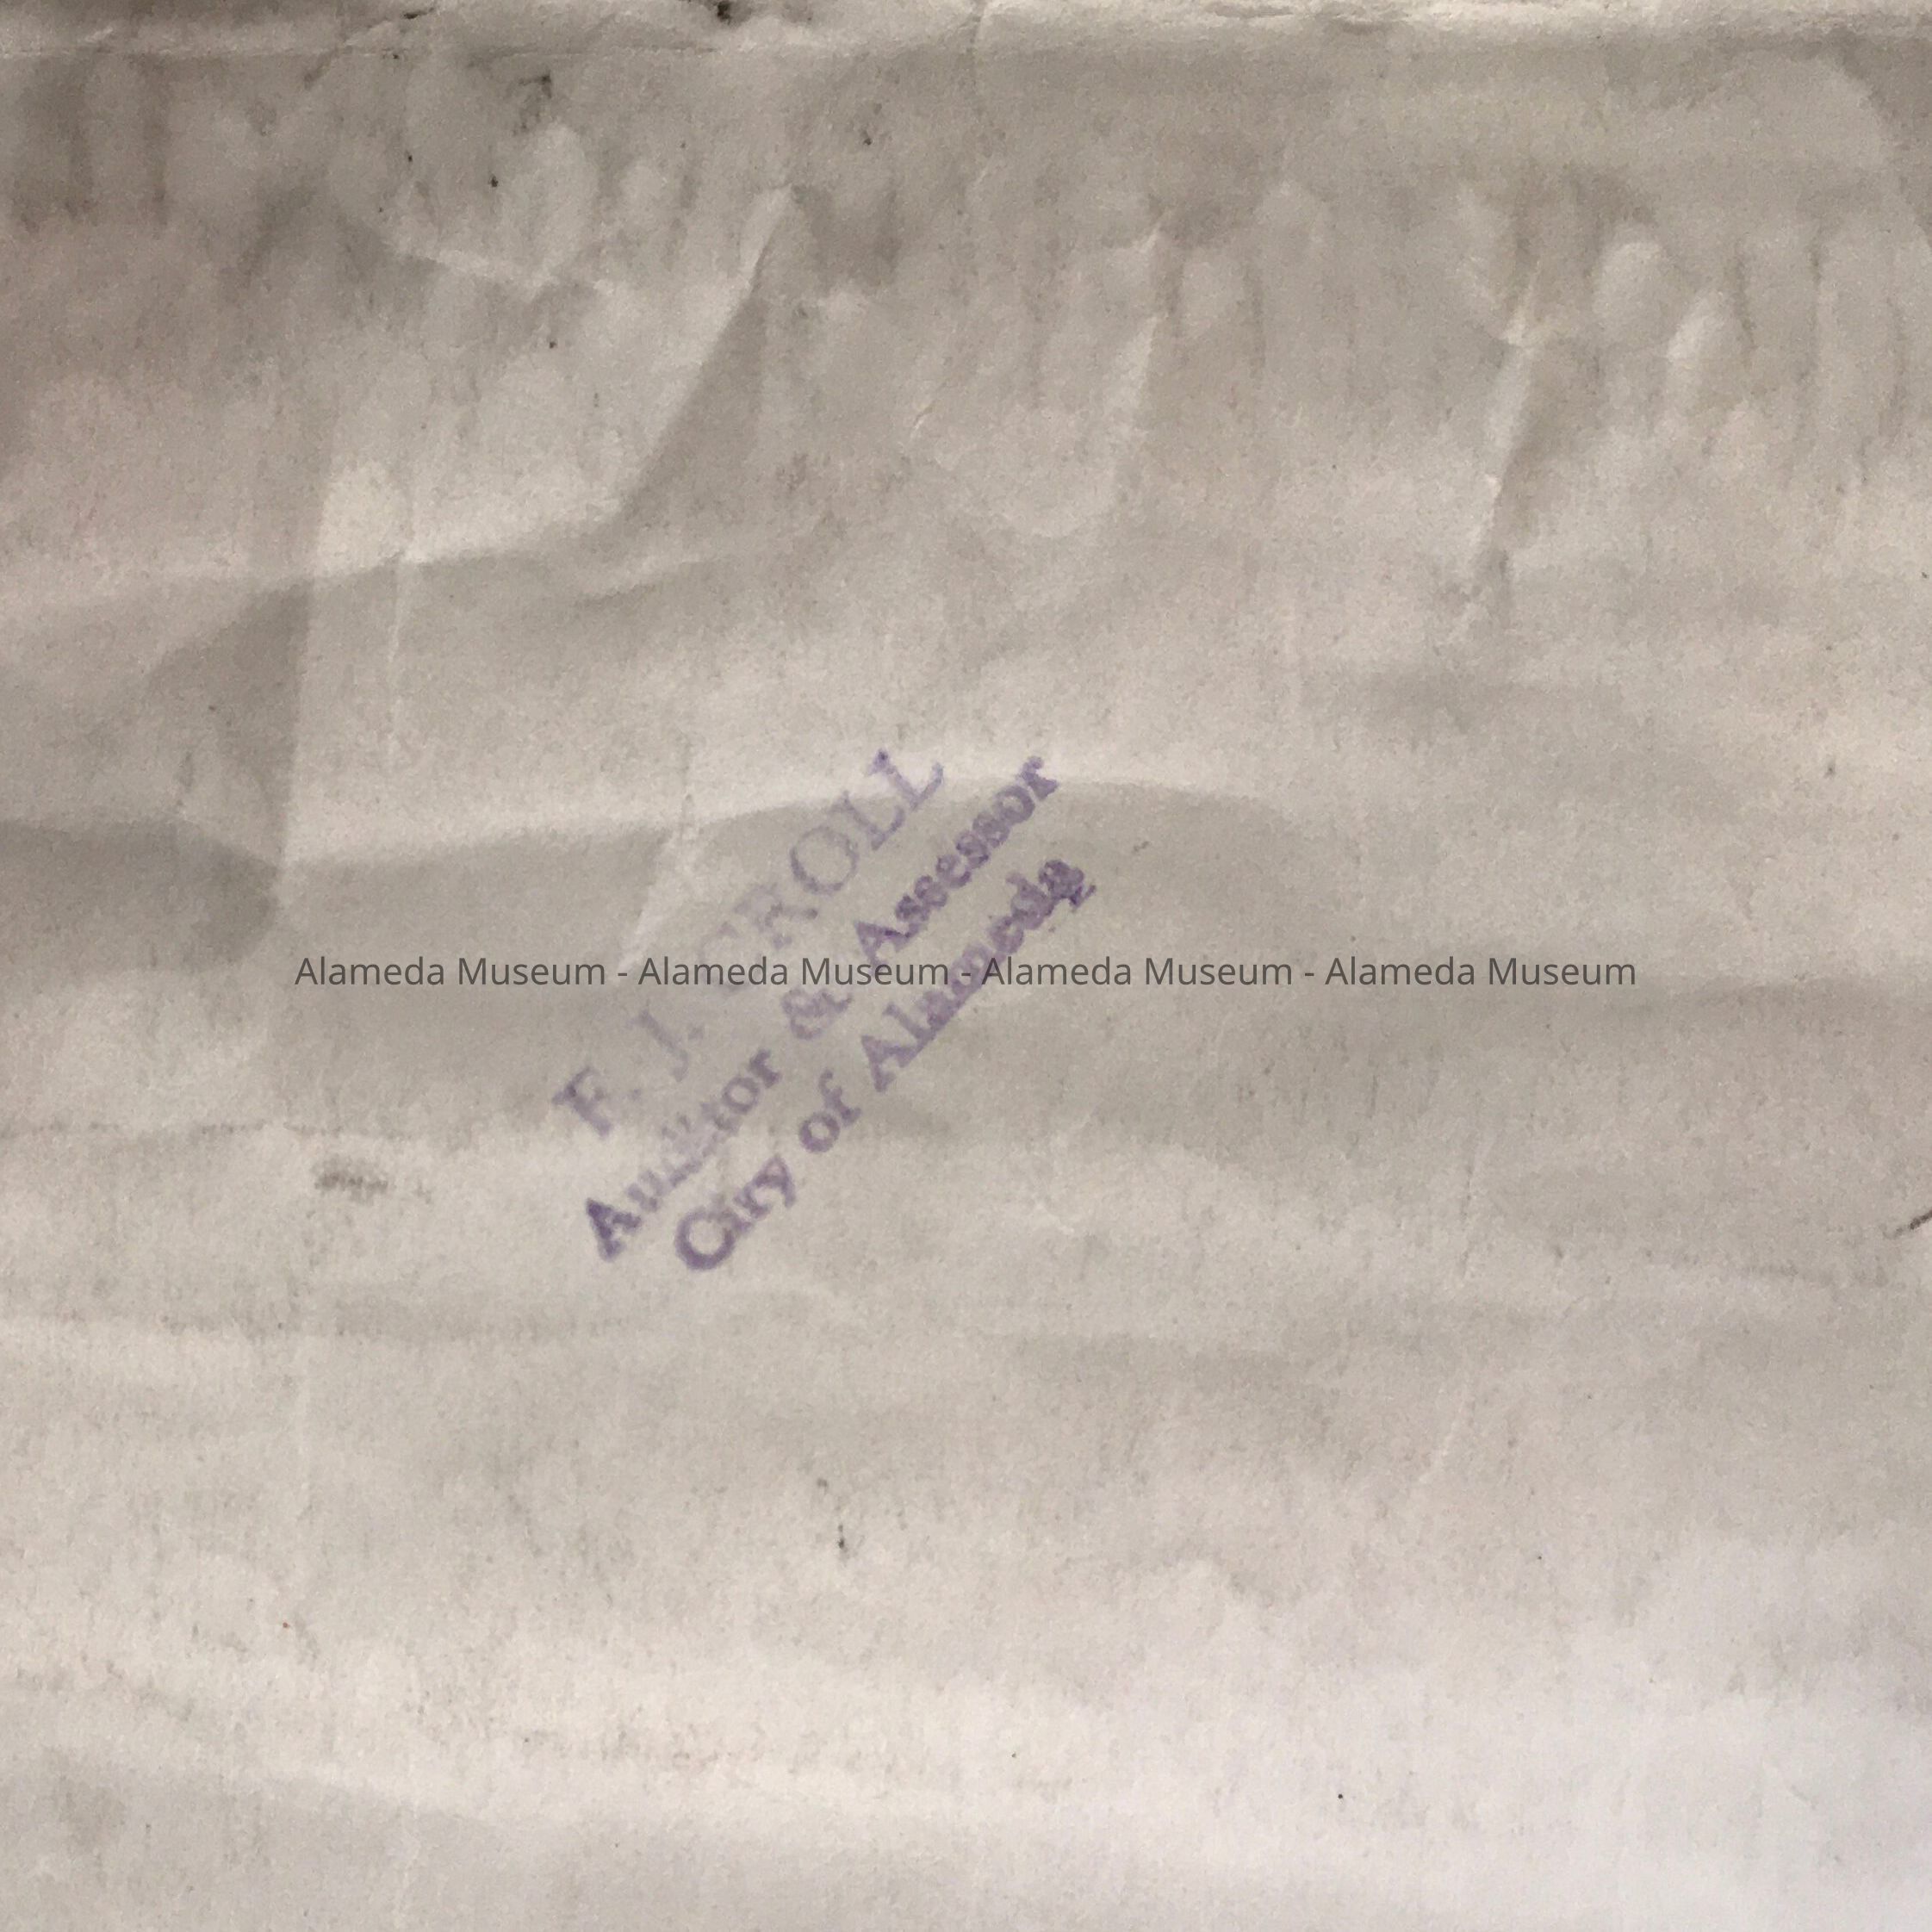 F. J. CROLL
Auditor & Assessor
City of Alameda
Alameda Museum - Alameda Museum - Alameda Museum - Alameda Museum